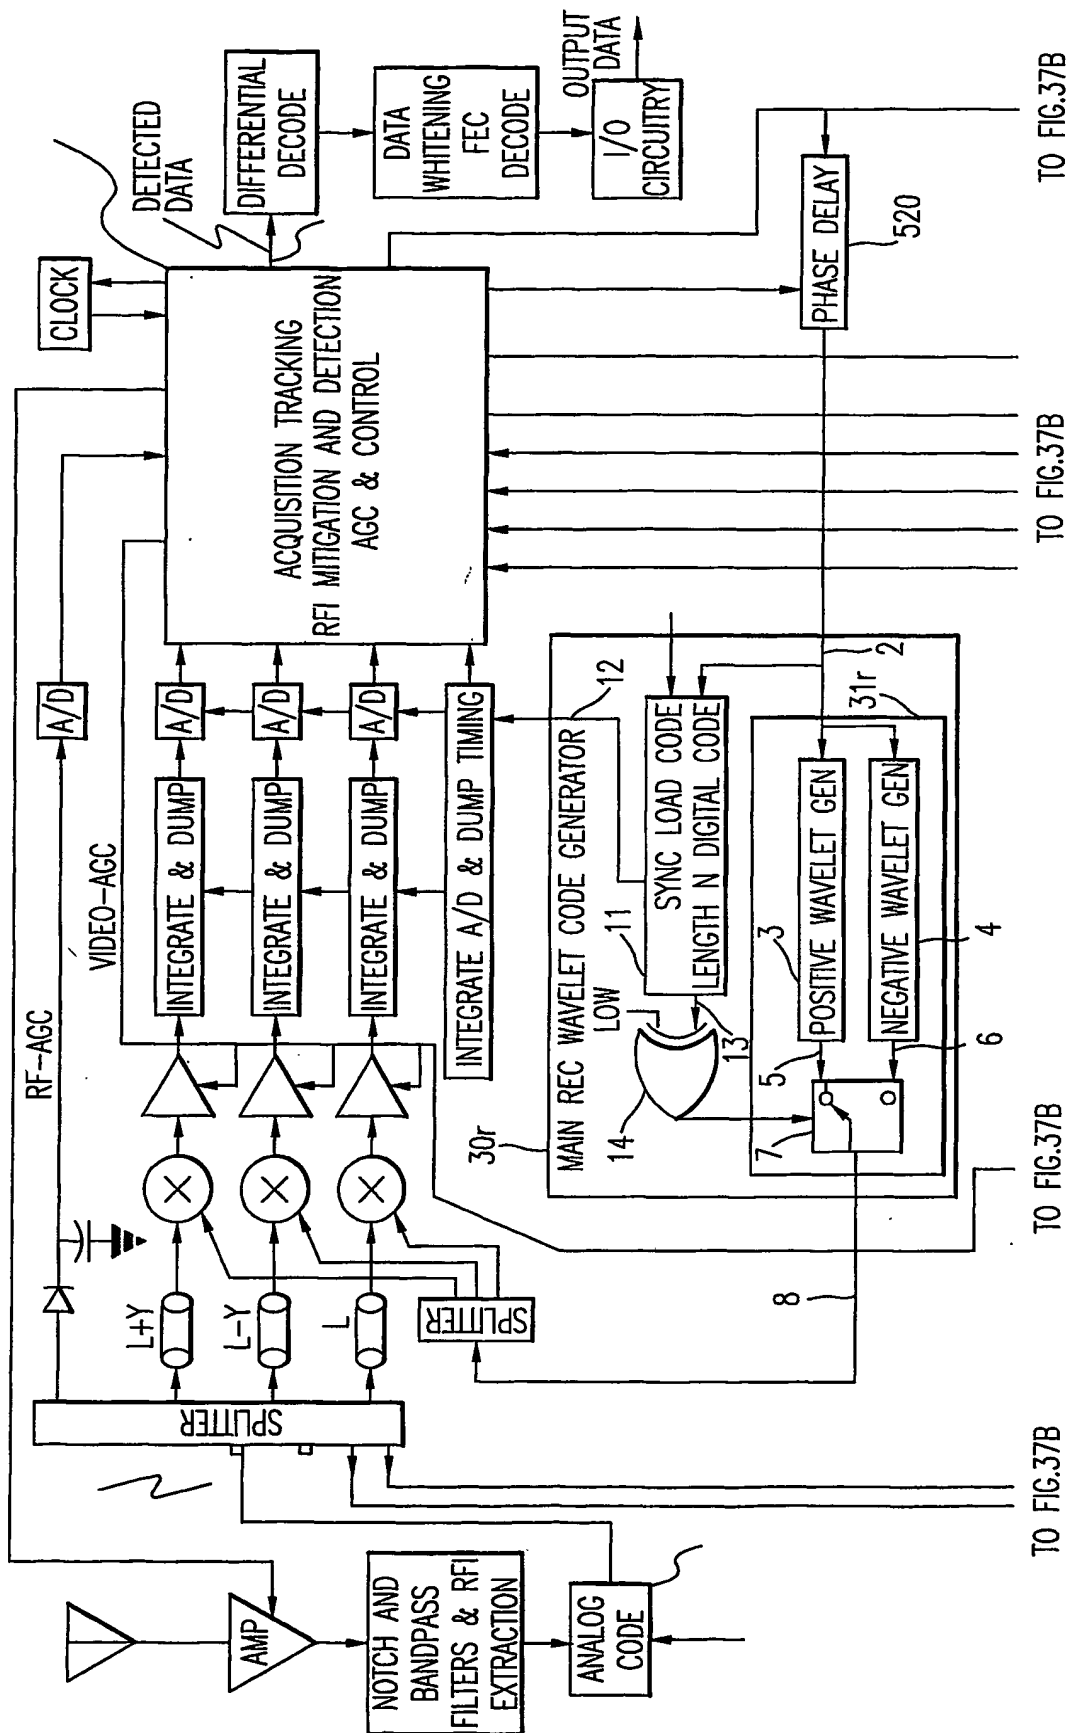 RF-AGC
A/D
CLOCK
DETECTED
DATA
DIFFERENTIAL
DECODE
DATA
WHITENING
FEC
DECODE
OUTPUT
DATA
I/O
CIRCUITRY
VIDEO-AGC
ACQUISITION TRACKING
RFI MITIGATION AND DETECTION
AGC & CONTROL
AMP
NOTCH AND
BANDPASS
FILTERS & RFI
EXTRACTION
ANALOG
CODE
SPLITTER
L+Y
L-Y
L
SPLITTER
INTEGRATE & DUMP
A/D
INTEGRATE & DUMP
A/D
INTEGRATE & DUMP
A/D
INTEGRATE A/D & DUMP TIMING
30r
MAIN REC WAVELET CODE GENERATOR
12
11
SYNC LOAD CODE
LENGTH N DIGITAL CODE
LOW
13
14
2
31r
3
POSITIVE WAVELET GEN
5
7
NEGATIVE WAVELET GEN
6
4
8
PHASE DELAY
520
TO FIG.37B
TO FIG.37B
TO FIG.37B
TO FIG.37B